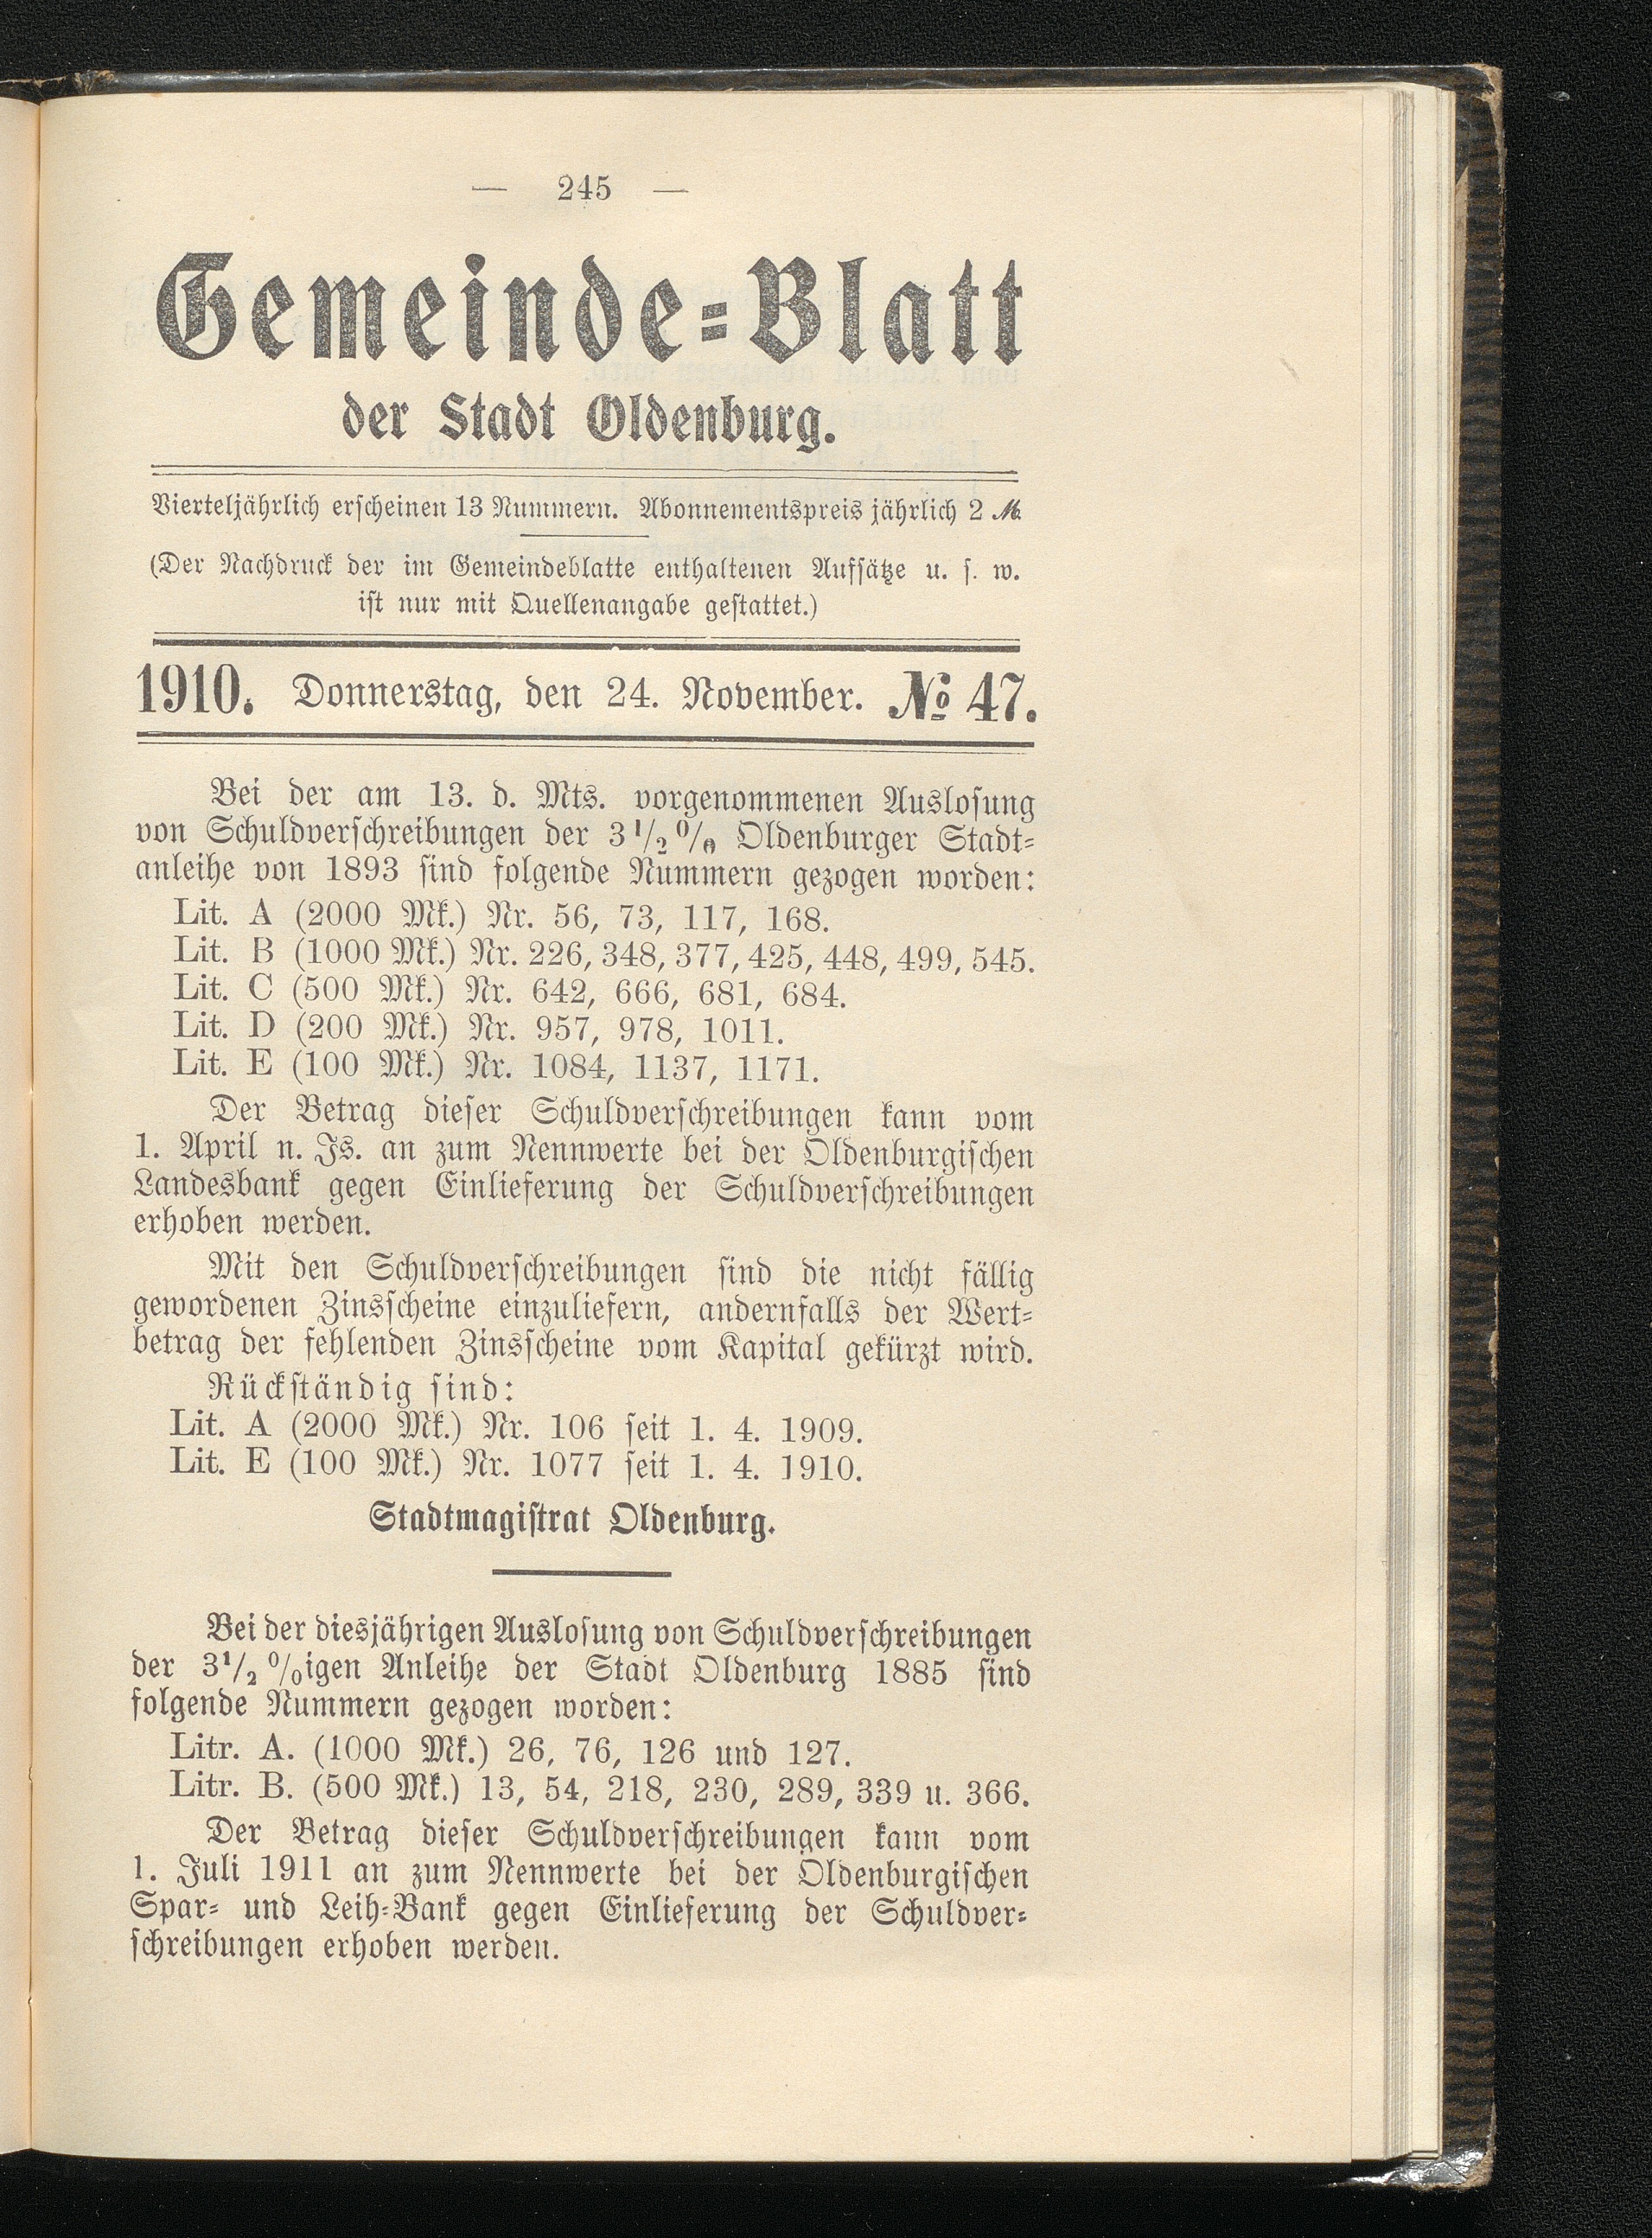 — 245 —
Gemeinde-Blatt
der Stadt Oldenburg.
Vierteljährlich erscheinen 13 Nummern. Abonnementspreis jährlich 2 ℳ
(Der Nachdruck der im Gemeindeblatte enthaltenen Aufsätze u. s. w.
ist nur mit Quellenangabe gestattet.)
1910. Donnerstag, den 24. November. № 47.
Bei der am 13. d. Mts. vorgenommenen Auslosung
von Schuldverschreibungen der 3 1/2 0/0 Oldenburger Stadt-
anleihe von 1893 sind folgende Nummern gezogen worden:
Lit. A (2000 Mk.) Nr. 56, 73, 117, 168.
Lit. B (1000 Mk.) Nr. 226, 348, 377, 425, 448, 499, 545.
Lit. C (500 Mk.) Nr. 642, 666, 681, 684.
Lit. D (200 Mk.) Nr. 957, 978, 1011.
Lit. E (100 Mk.) Nr. 1084, 1137, 1171.
Der Betrag dieser Schuldverschreibungen kann vom
1. April n. Js. an zum Nennwerte bei der Oldenburgischen
Landesbank gegen Einlieferung der Schuldverschreibungen
erhoben werden.
Mit den Schuldverschreibungen sind die nicht fällig
gewordenen Zinsscheine einzuliefern, andernfalls der Wert-
betrag der fehlenden Zinsscheine vom Kapital gekürzt wird.
Rückständig sind:
Lit. A (2000 Mk.) Nr. 106 seit 1. 4. 1909.
Lit. E (100 Mk.) Nr. 1077 seit 1. 4. 1910.
Stadtmagistrat Oldenburg.
Bei der diesjährigen Auslosung von Schuldverschreibungen
der 3 1/2 0/0igen Anleihe der Stadt Oldenburg 1885 sind
folgende Nummern gezogen worden:
Litr. A. (1000 Mk.) 26, 76, 126 und 127.
Litr. B. (500 Mk.) 13, 54, 218, 230, 289, 339 u. 366.
Der Betrag dieser Schuldverschreibungen kann vom
1. Juli 1911 an zum Nennwerte bei der Oldenburgischen
Spar- und Leih-Bank gegen Einlieferung der Schuldver-
schreibungen erhoben werden.